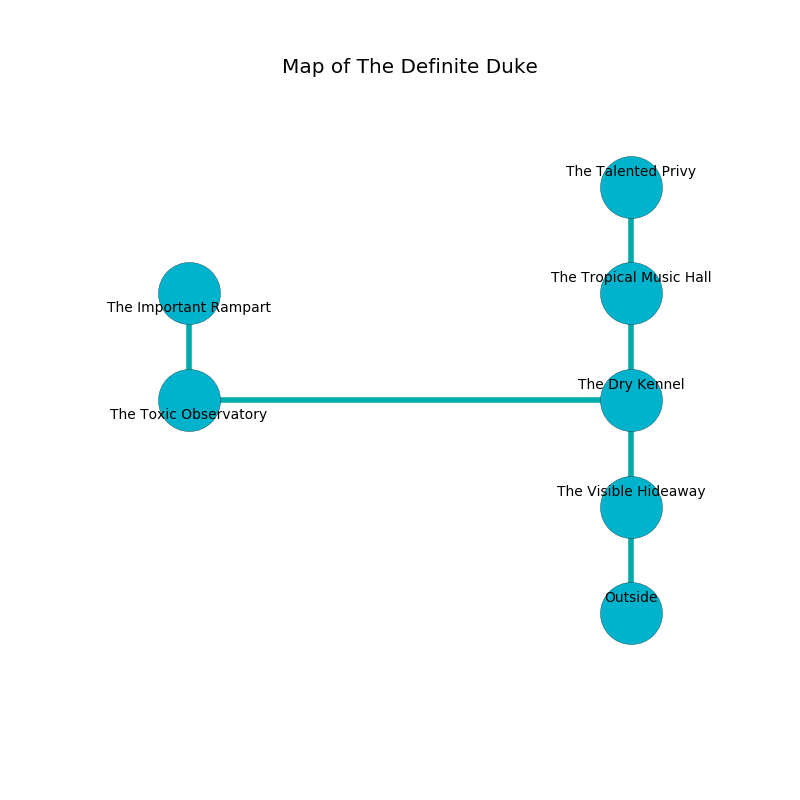 Map of The Definite Duke
The Talented Privy
The Tropical Music Hall
The Important Rampart
The Dry Kennel
The Toxic Observatory
The Visible Hideaway
Outside